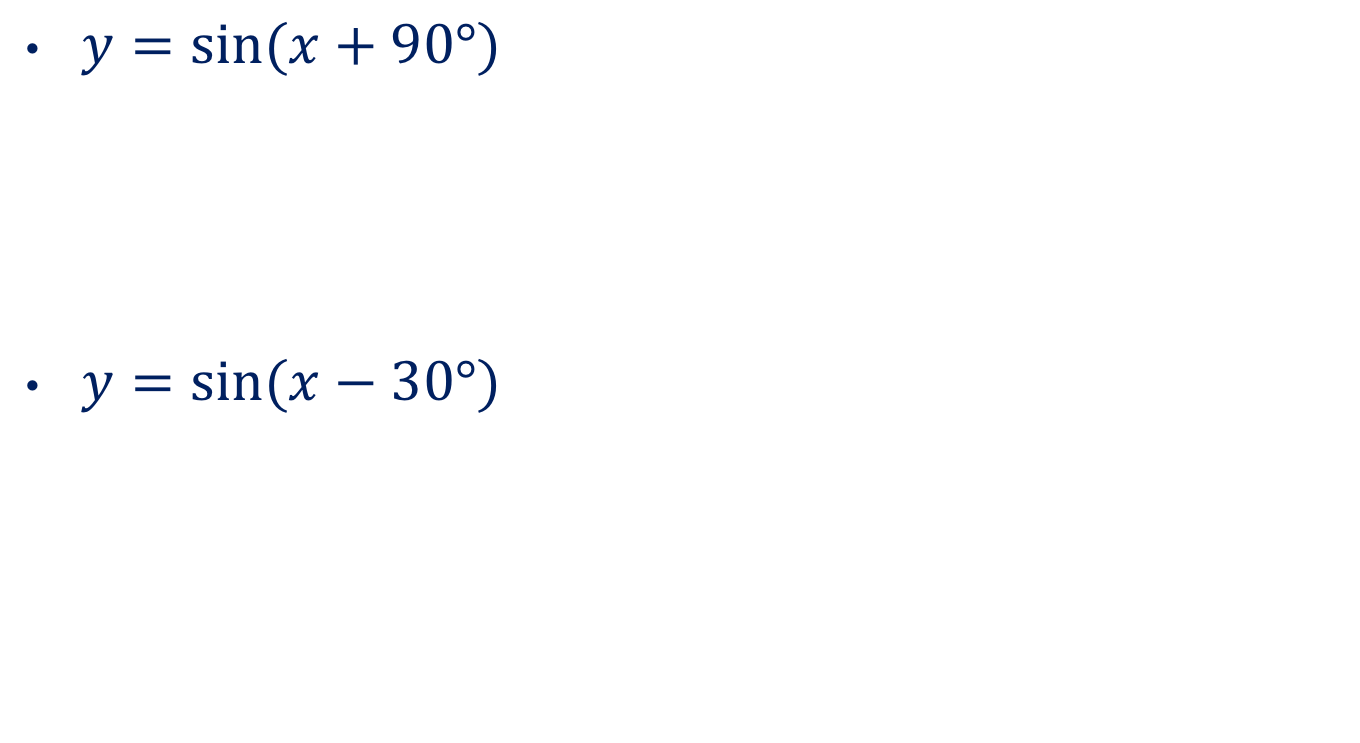 • y = sin(x + 90°)
• y = sin(x − 30°)